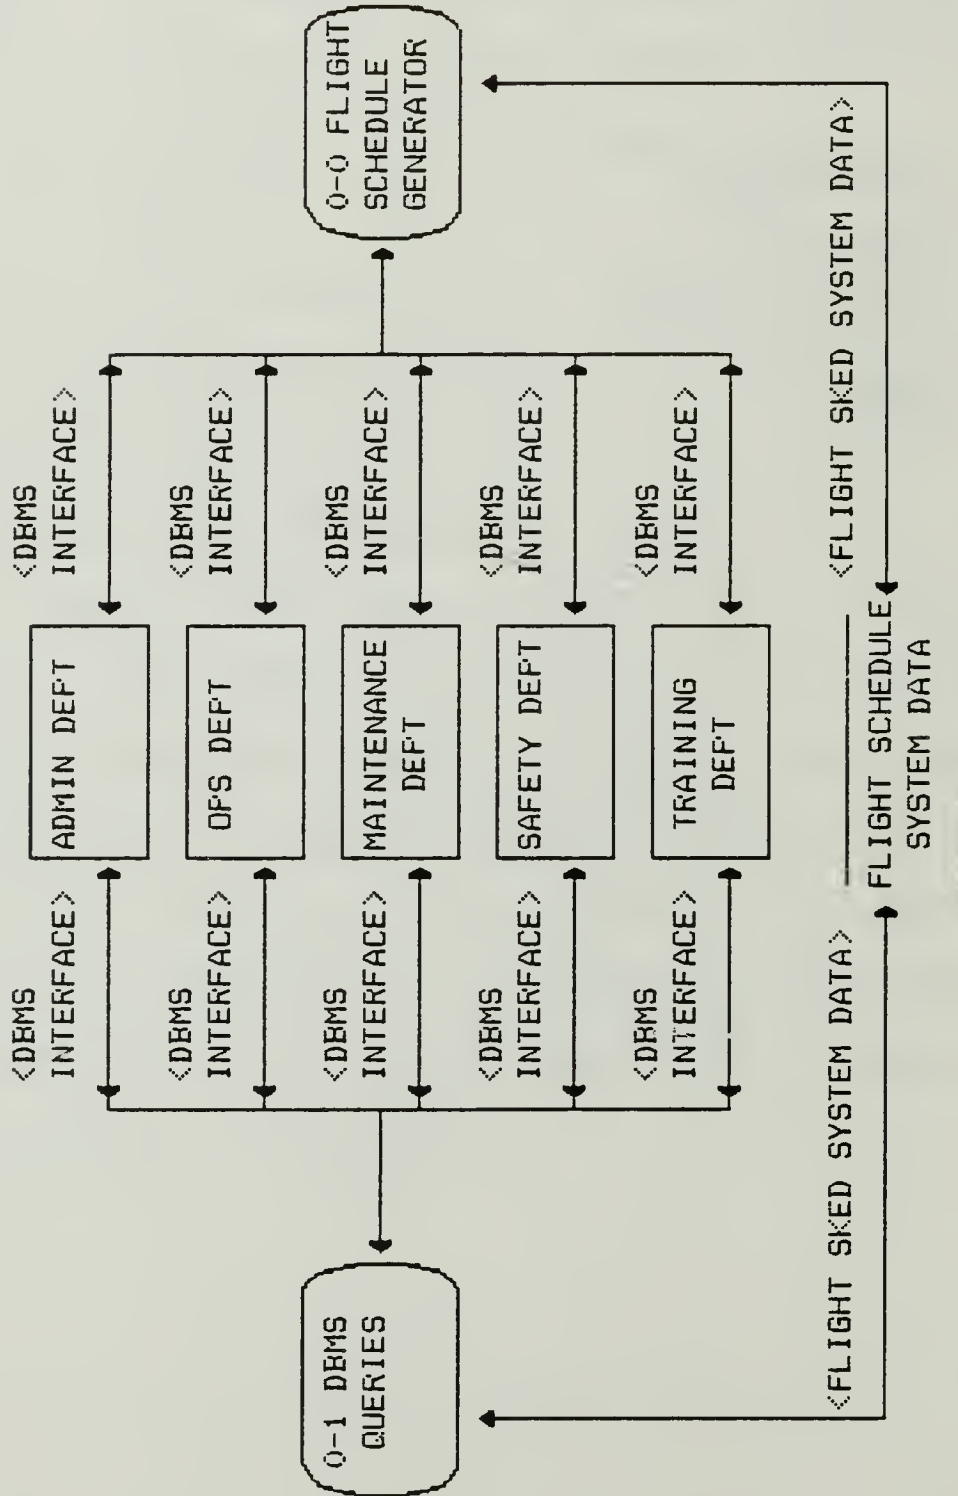 <DBMS
INTERFACE>
<DBMS
INTERFACE>
ADMIN DEPT
<DBMS
INTERFACE>
<DBMS
INTERFACE>
OPS DEPT
0-1 DBMS
QUERIES
<DBMS
INTERFACE>
<DBMS
INTERFACE>
MAINTENANCE
DEPT
0-0 FLIGHT
SCHEDULE
GENERATOR
<DBMS
INTERFACE>
<DBMS
INTERFACE>
SAFETY DEPT
<DBMS
INTERFACE>
<DBMS
INTERFACE>
TRAINING
DEPT
<FLIGHT SKED SYSTEM DATA>
<FLIGHT SKED SYSTEM DATA>
FLIGHT SCHEDULE
SYSTEM DATA